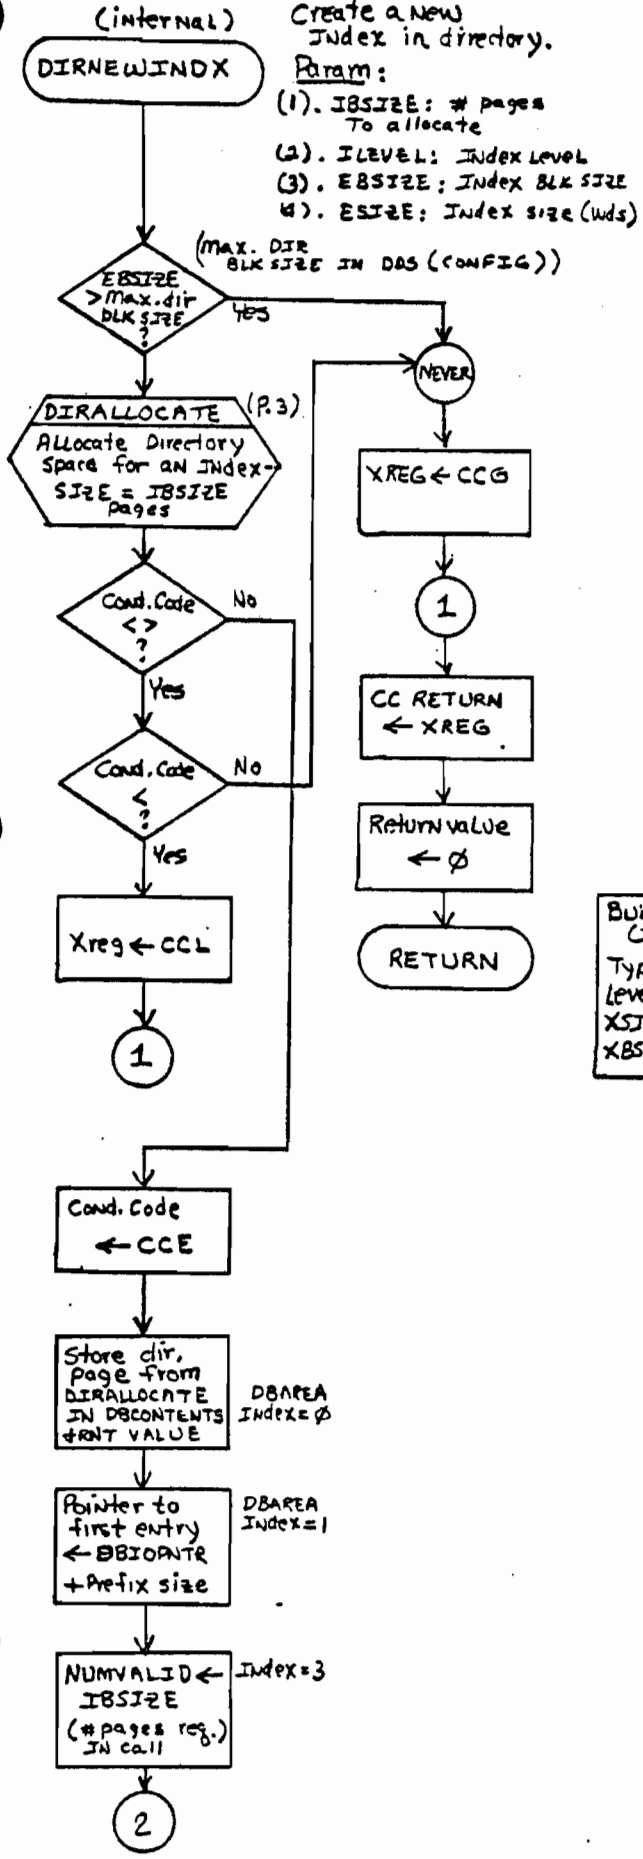 (internal)
DIRNEWINDX
Create a New
Index in directory.
Param:
(1). IBSIZE: # pages
To allocate
(2). ILEVEL: Index Level
(3). EBSIZE: Index BLK SIZE
4). ESIZE: Index size (wds)
(max. DIR
BLK SIZE IN DDS (CONFIG))
EBSIZE
>max.dir
BLK SIZE
?
Yes
NEVER
DIRALLOCATE
(P.3)
Allocate Directory
Space for an Index-
SIZE = IBSIZE
pages
XREG ← CCG
1
Cond.Code
<>
?
No
Yes
CC RETURN
← XREG
Cond.Code
<
?
No
Yes
Return value
← Ø
RETURN
Xreg ← CCL
1
Cond.Code
← CCE
Store dir.
page from
DIRALLOCATE
IN DBCONTENTS
+RNT VALUE
DBAREA
Index=Ø
Pointer to
first entry
← DBIOPNTR
+Prefix size
DBAREA
Index=1
NUMVALID ←
IBSIZE
(# pages req.)
IN call
Index=3
2